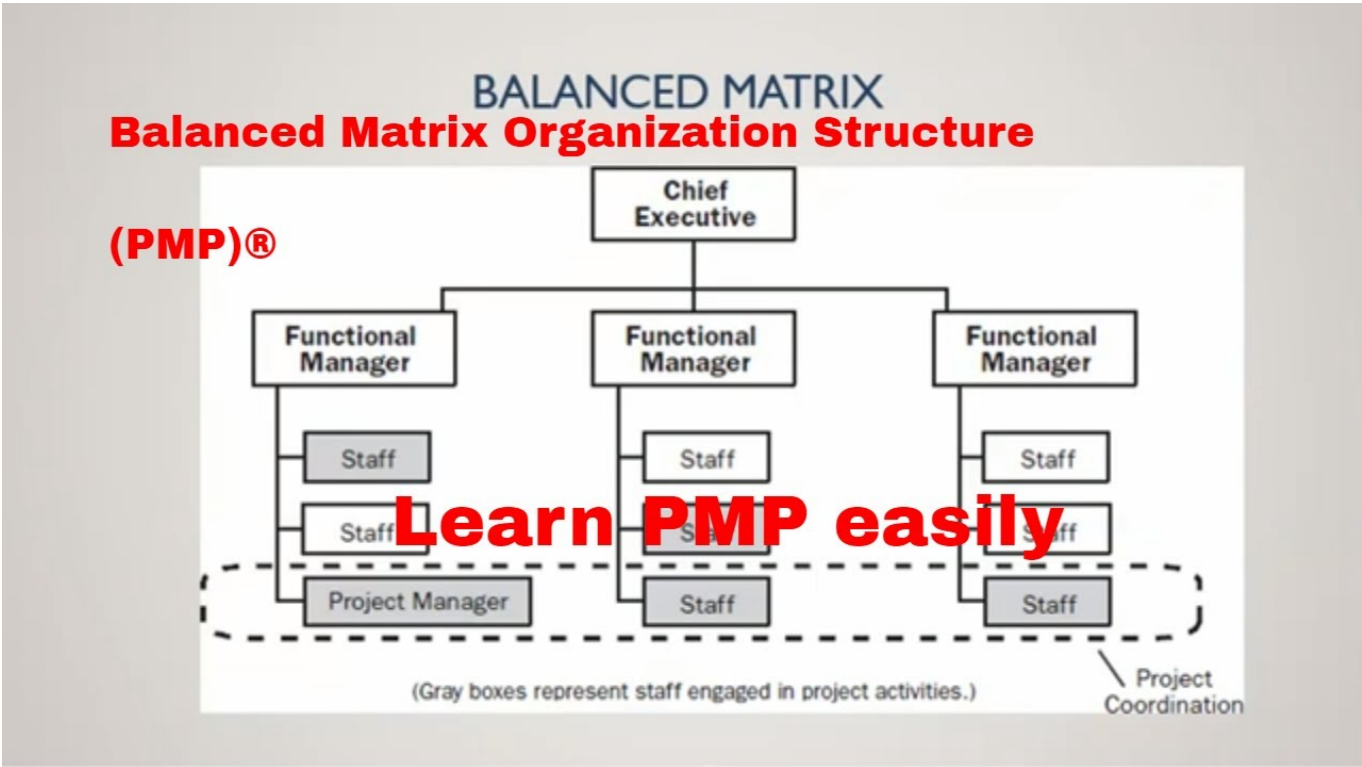 BALANCED MATRIX
Balanced Matrix Organization Structure
(PMP)®
Chief
Executive
Functional
Manager
Functional
Manager
Functional
Manager
Staff
Staff
Staff
Staff
Learn PMP easily
Project Manager
Staff
Staff
(Gray boxes represent staff engaged in project activities.)
Project
Coordination